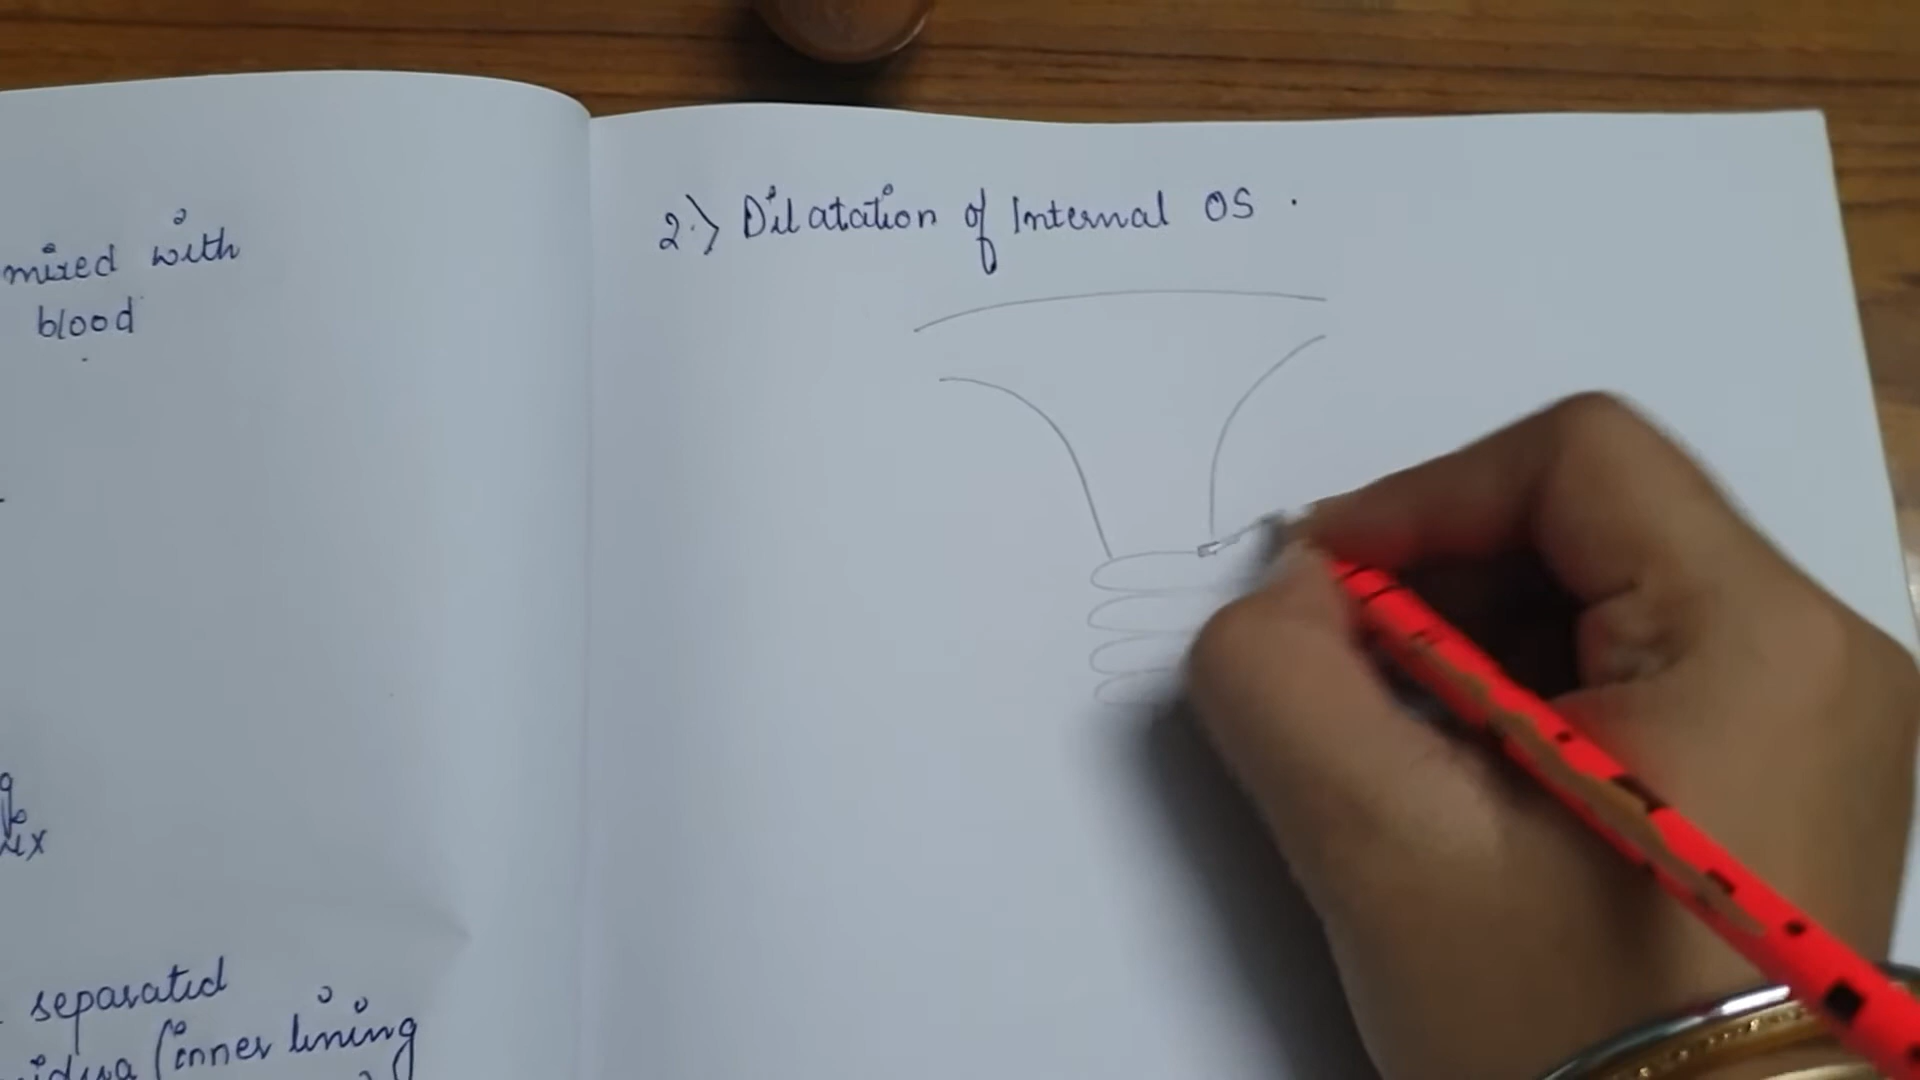 mixed with
blood
separated
(inner lining
2.) Dilatation of Internal OS .